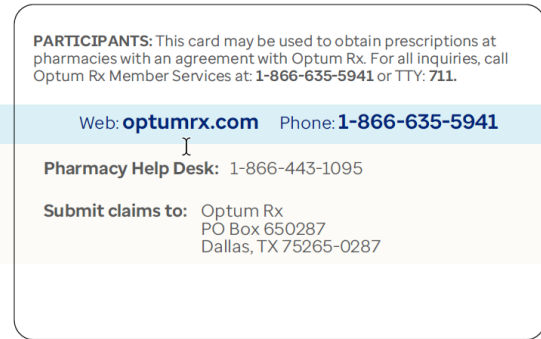 PARTICIPANTS: This card may be used to obtain prescriptions at
pharmacies with an agreement with Optum Rx. For all inquiries, call
Optum Rx Member Services at: 1-866-635-5941 or TTY: 711.
Web: optumrx.com Phone: 1-866-635-5941
Pharmacy Help Desk: 1-866-443-1095
Submit claims to: Optum Rx
PO Box 650287
Dallas, TX 75265-0287